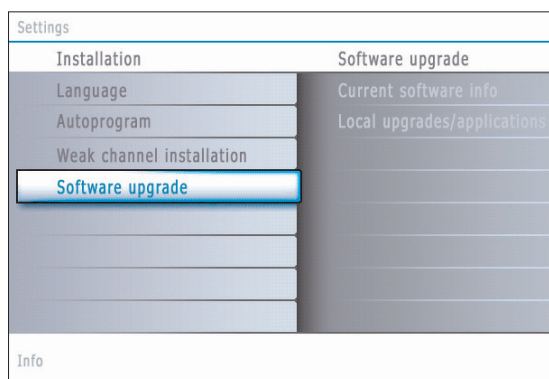 Settings
Installation
Software upgrade
Language
Current software info
Autoprogram
Local upgrades/applications
Weak channel installation
Software upgrade
Info